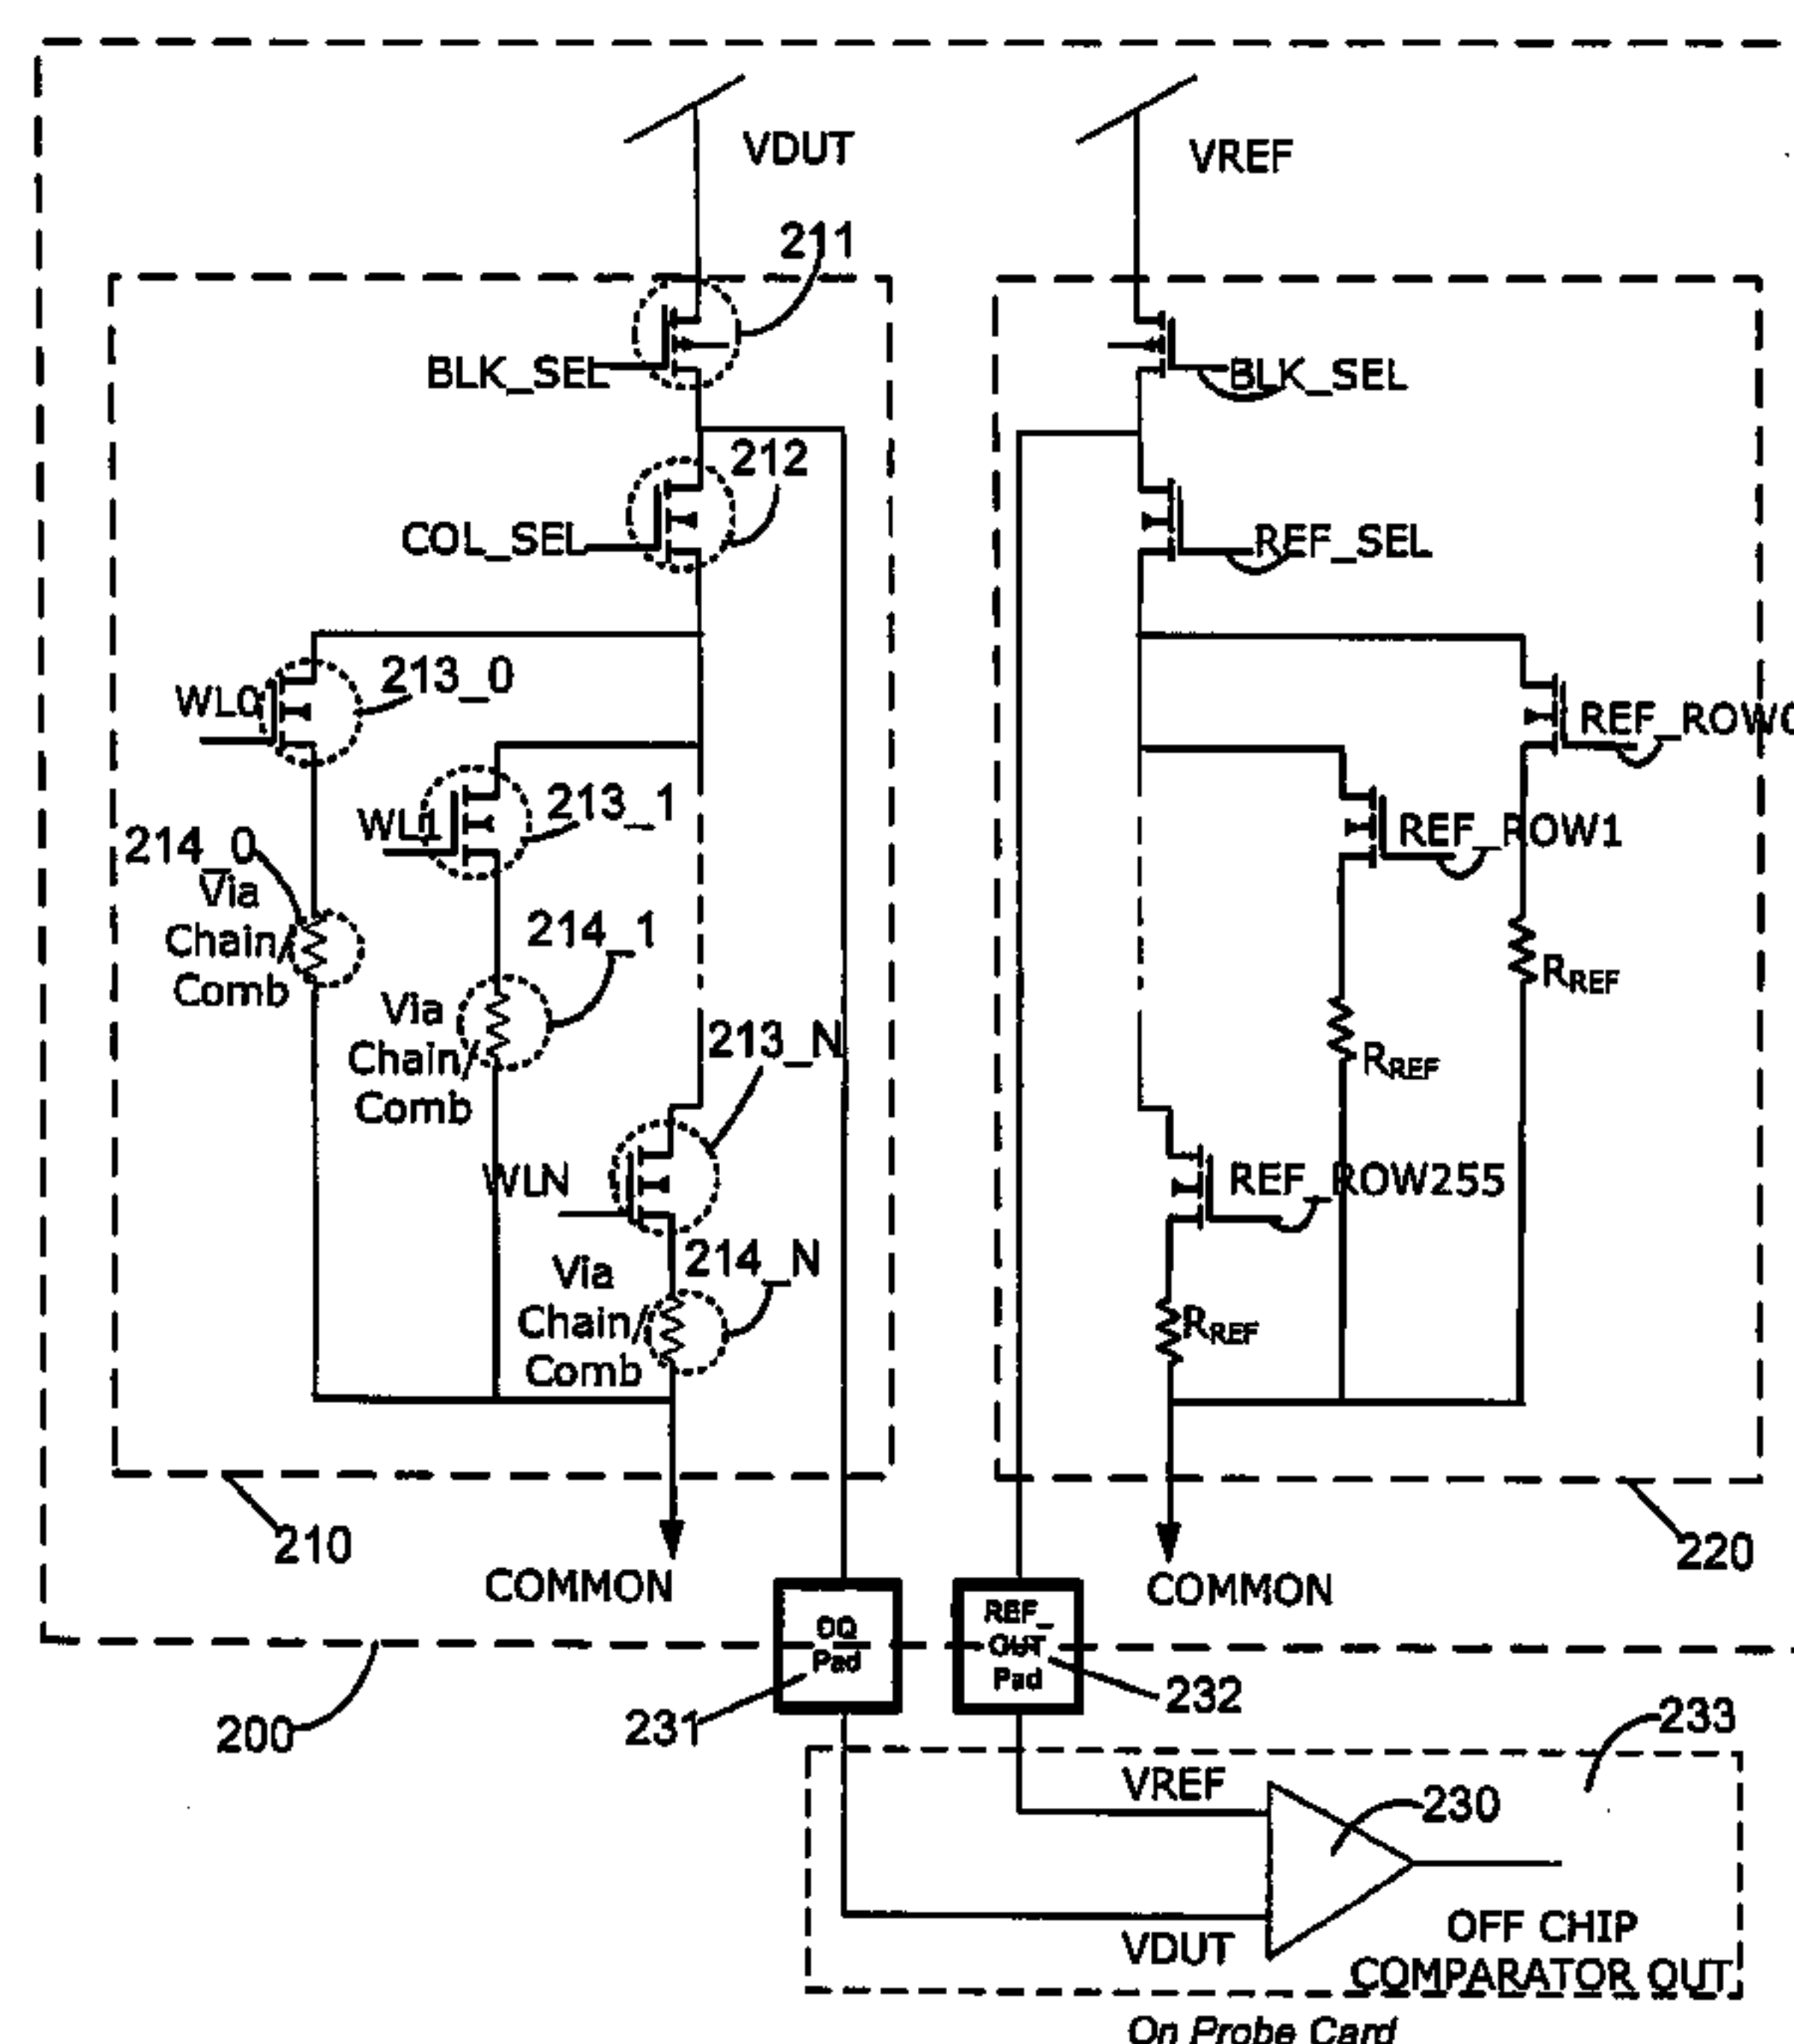 VDUT
VREF
211
BLK_SEL
BLK_SEL
212
COL_SEL
REF_SEL
213_0
WL0
REF_ROW0
213_1
WL1
REF_ROW1
214_0
Via
Chain/
Comb
214_1
RREF
Via
Chain/
Comb
213_N
RREF
WLN
REF_ROW255
214_N
Via
Chain/
Comb
RREF
210
220
COMMON
COMMON
DQ
Pad
REF_
OUT
Pad
200
231
232
233
VREF
230
VDUT
OFF CHIP
COMPARATOR OUT
On Probe Card